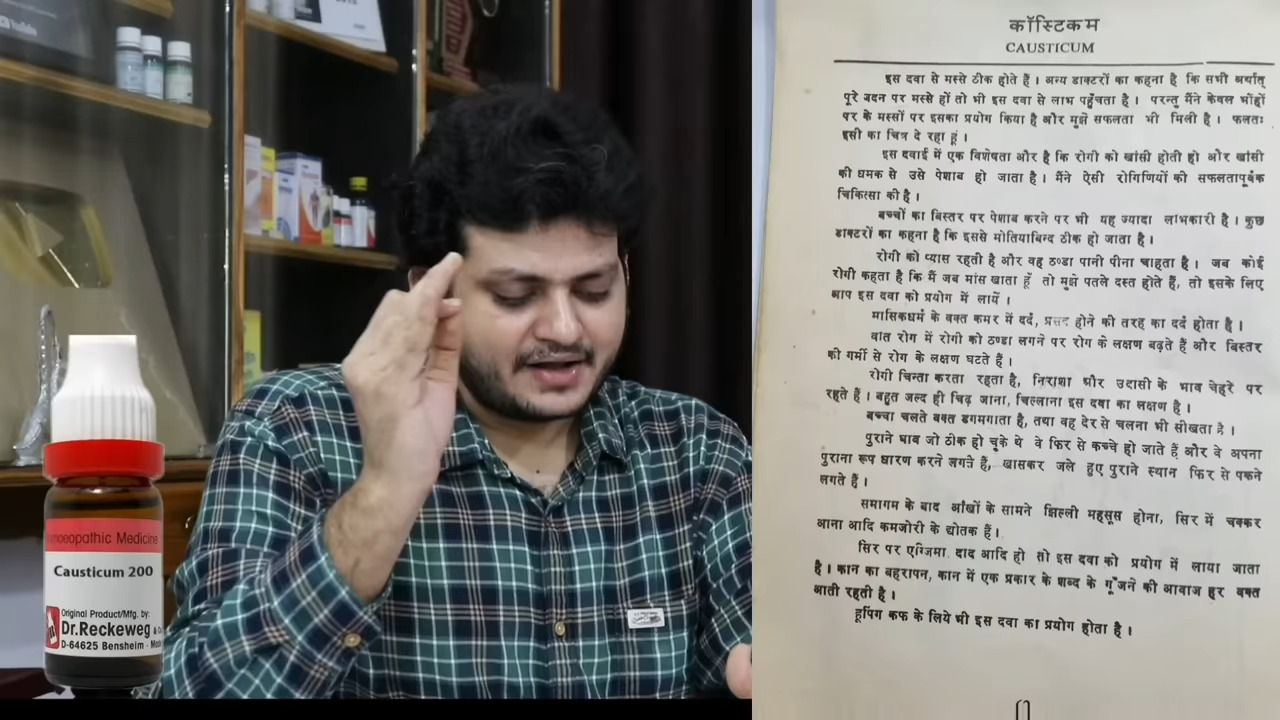 Homoeopathic Medicine
Causticum 200
Original Product/Mfg. by:
Dr.Reckeweg
D-64625 Bensheim
कॉस्टिकम
CAUSTICUM
इस दवा से मस्से ठीक होते हैं । अन्य डाक्टरों का कहना है कि सभी अर्थात्
पूरे बदन पर मस्से हों तो भी इस दवा से लाभ पहुँचता है । परन्तु मैंने केवल भौंहों
पर के मस्सों पर इसका प्रयोग किया है और मुझे सफलता भी मिली है । फलतः
इसी का चित्र दे रहा हूं ।
इस दवाई में एक विशेषता और है कि रोगी को खांसी होती हो और खांसी
की धमक से उसे पेशाब हो जाता है । मैंने ऐसी रोगिणियों की सफलतापूर्वक
चिकित्सा की है ।
बच्चों का बिस्तर पर पेशाब करने पर भी यह ज्यादा लाभकारी है । कुछ
डाक्टरों का कहना है कि इससे मोतियाबिन्द ठीक हो जाता है ।
रोगी को प्यास रहती है और वह ठण्डा पानी पीना चाहता है । जब कोई
रोगी कहता है कि मैं जब मांस खाता हूँ तो मुझे पतले दस्त होते हैं, तो इसके लिए
आप इस दवा को प्रयोग में लायें ।
मासिकधर्म के वक्त कमर में दर्द, प्रसव होने की तरह का दर्द होता है ।
वात रोग में रोगी को ठण्डा लगने पर रोग के लक्षण बढ़ते हैं और बिस्तर
की गर्मी से रोग के लक्षण घटते हैं ।
रोगी चिन्ता करता रहता है, निराशा और उदासी के भाव चेहरे पर
रहते हैं । बहुत जल्द ही चिढ़ जाना, चिल्लाना इस दवा का लक्षण है ।
बच्चा चलते वक्त डगमगाता है, तथा वह देर से चलना भी सीखता है ।
पुराने घाव जो ठीक हो चुके थे वे फिर से कच्चे हो जाते हैं और वे अपना
पुराना रूप धारण करने लगते हैं, खासकर जले हुए पुराने स्थान फिर से पकने
लगते हैं ।
समागम के बाद आंखों के सामने झिल्ली महसूस होना, सिर में चक्कर
आना आदि कमजोरी के द्योतक हैं ।
सिर पर एग्जिमा, दाद आदि हो तो इस दवा को प्रयोग में लाया जाता
है । कान का बहरापन, कान में एक प्रकार के शब्द के गूँजने की आवाज हर वक्त
आती रहती है ।
हूपिंग कफ के लिये भी इस दवा का प्रयोग होता है ।